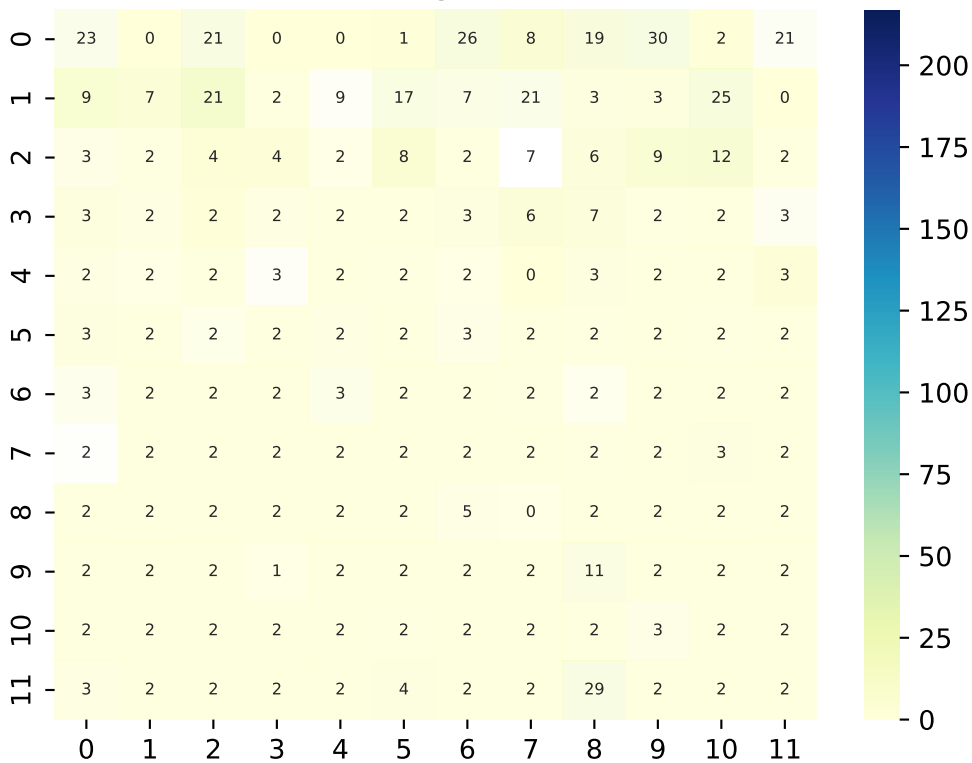 0 23 0 21 0 0 1 26 8 19 30 2 21
1 9 7 21 2 9 17 7 21 3 3 25 0
2 3 2 4 4 2 8 2 7 6 9 12 2
3 3 2 2 2 2 2 3 6 7 2 2 3
4 2 2 2 3 2 2 2 0 3 2 2 3
5 3 2 2 2 2 2 3 2 2 2 2 2
6 3 2 2 2 3 2 2 2 2 2 2 2
7 2 2 2 2 2 2 2 2 2 2 3 2
8 2 2 2 2 2 2 5 0 2 2 2 2
9 2 2 2 1 2 2 2 2 11 2 2 2
10 2 2 2 2 2 2 2 2 2 3 2 2
11 3 2 2 2 2 4 2 2 29 2 2 2
0 1 2 3 4 5 6 7 8 9 10 11
200
175
150
125
100
75
50
25
0